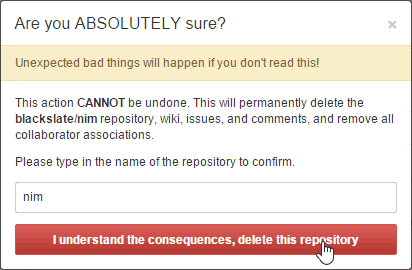 Are you ABSOLUTELY sure? ×
Unexpected bad things will happen if you don't read this!
This action CANNOT be undone. This will permanently delete the
blackslate/nim repository, wiki, issues, and comments, and remove all
collaborator associations.
Please type in the name of the repository to confirm.
nim
I understand the consequences, delete this repository